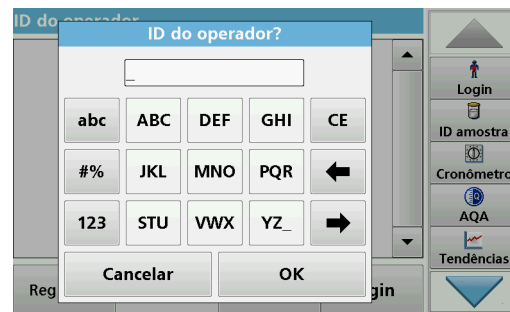 ID do operador
ID do operador?
_
abc ABC DEF GHI CE
#% JKL MNO PQR
123 STU VWX YZ_
Cancelar OK
Reg gin
Login
ID amostra
Cronômetro
AQA
Tendências